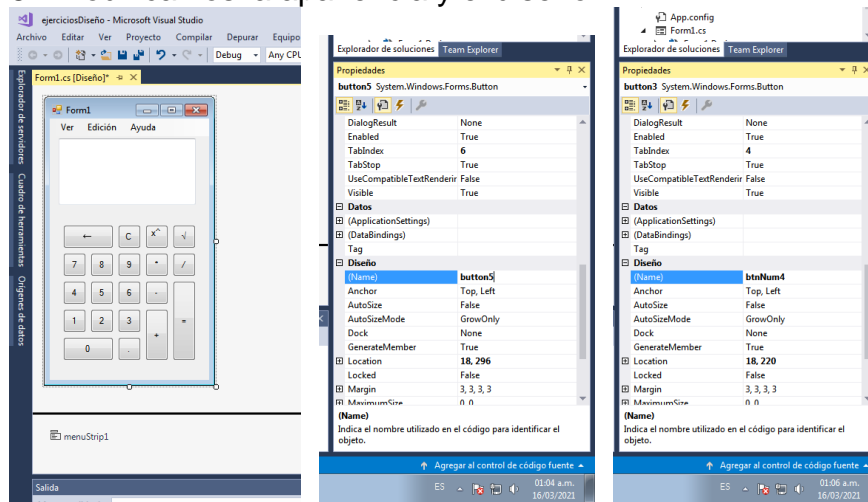 ejerciciosDiseño - Microsoft Visual Studio
Archivo Editar Ver Proyecto Compilar Depurar Equipo
Debug Any CPU
Form1.cs [Diseño]*
Explorador de servidores
Cuadro de herramientas
Orígenes de datos
Form1
Ver Edición Ayuda
← C x^ √
7 8 9 * /
4 5 6 -
1 2 3 + =
0 .
menuStrip1
Salida
Explorador de soluciones Team Explorer
Propiedades
button5 System.Windows.Forms.Button
DialogResult None
Enabled True
TabIndex 6
TabStop True
UseCompatibleTextRenderir False
Visible True
Datos
(ApplicationSettings)
(DataBindings)
Tag
Diseño
(Name) button5
Anchor Top, Left
AutoSize False
AutoSizeMode GrowOnly
Dock None
GenerateMember True
Location 18, 296
Locked False
Margin 3, 3, 3, 3
MaximumSize 0, 0
(Name)
Indica el nombre utilizado en el código para identificar el
objeto.
Agregar al control de código fuente
ES 01:04 a.m.
16/03/2021
App.config
Form1.cs
Explorador de soluciones Team Explorer
Propiedades
button3 System.Windows.Forms.Button
DialogResult None
Enabled True
TabIndex 4
TabStop True
UseCompatibleTextRenderir False
Visible True
Datos
(ApplicationSettings)
(DataBindings)
Tag
Diseño
(Name) btnNum4
Anchor Top, Left
AutoSize False
AutoSizeMode GrowOnly
Dock None
GenerateMember True
Location 18, 220
Locked False
Margin 3, 3, 3, 3
MaximumSize 0, 0
(Name)
Indica el nombre utilizado en el código para identificar el
objeto.
Agregar al control de código fuente
ES 01:06 a.m.
16/03/2021